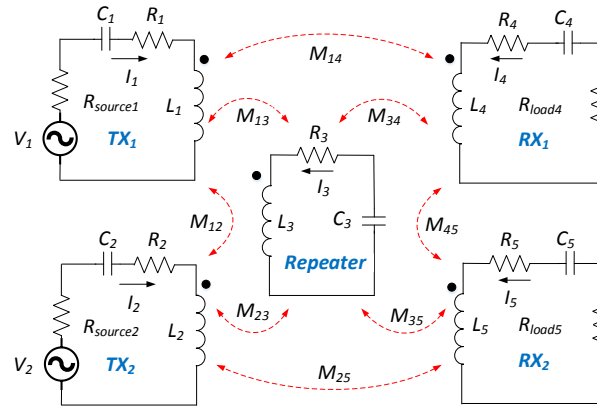 C1 R1
I1
Rsource1
L1
V1
TX1
M14
R4 C4
I4
L4
Rload4
RX1
M13
M34
R3
I3
L3
C3
Repeater
M12
M45
C2 R2
I2
Rsource2
L2
V2
TX2
M23
M35
M25
R5 C5
I5
L5
Rload5
RX2